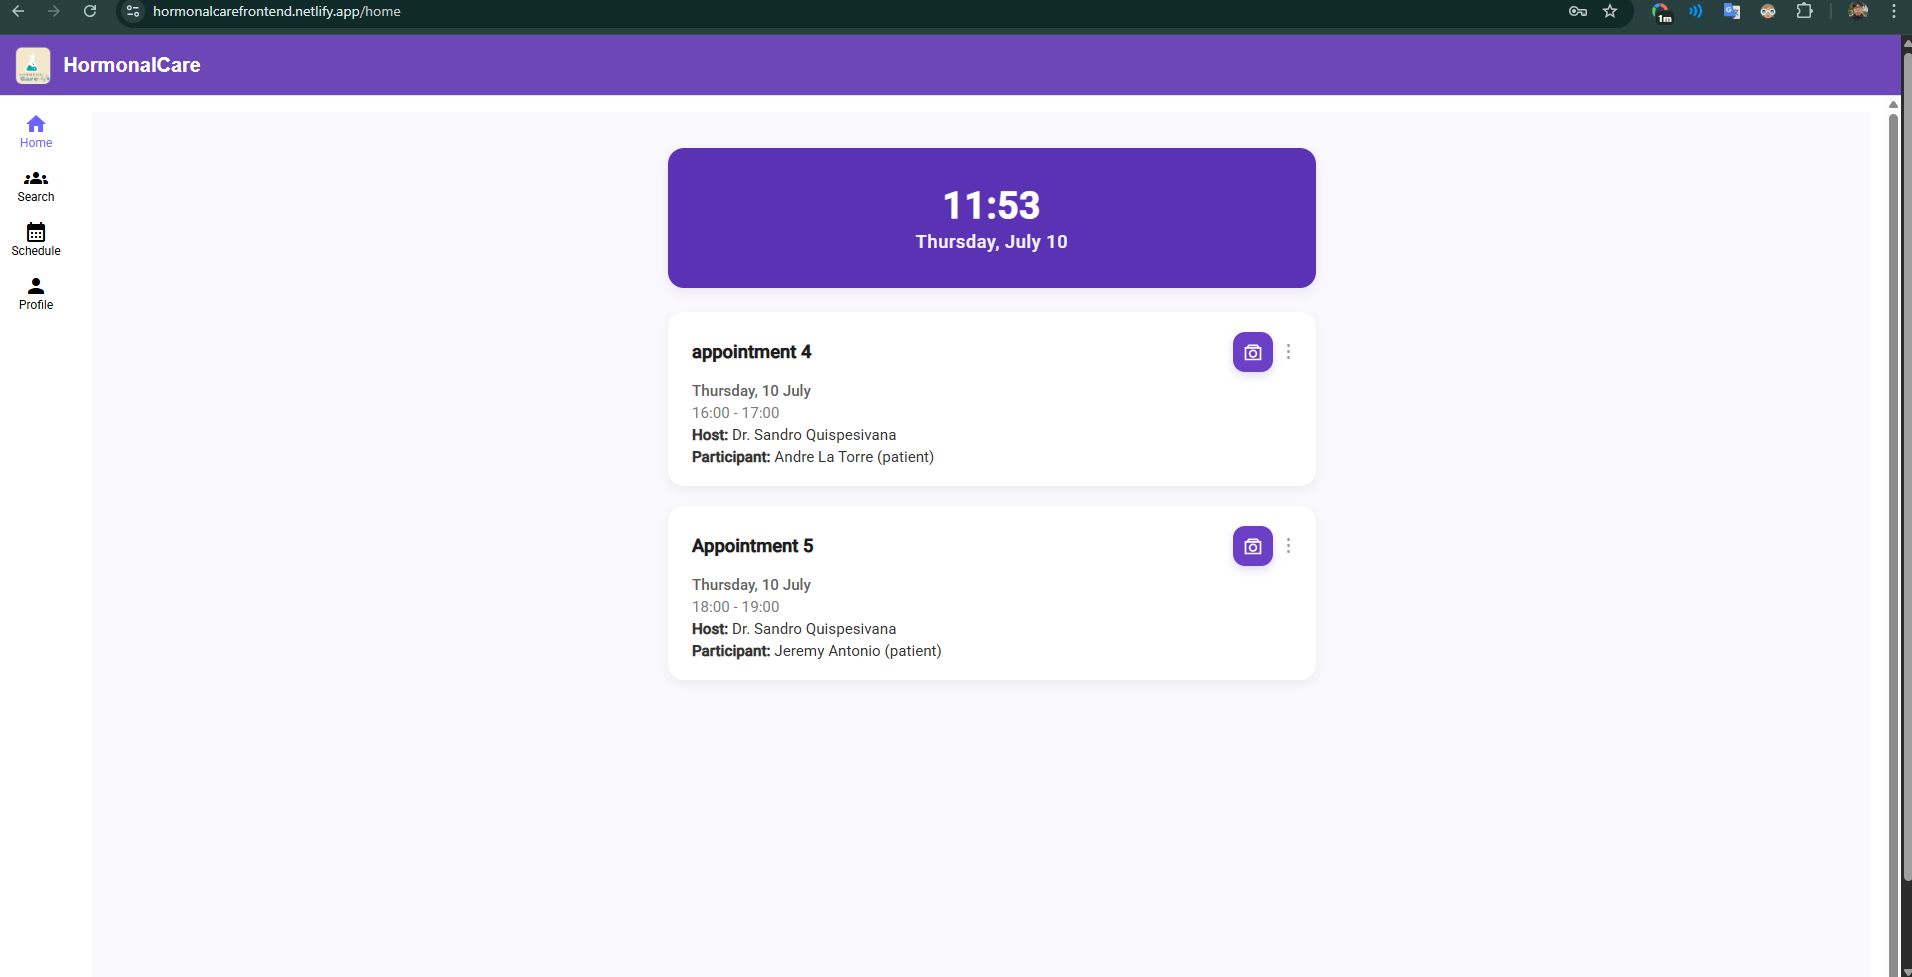 hormonalcarefrontend.netlify.app/home
1m
HormonalCare
Home
Search
Schedule
Profile
11:53
Thursday, July 10
appointment 4
Thursday, 10 July
16:00 - 17:00
Host: Dr. Sandro Quispesivana
Participant: Andre La Torre (patient)
Appointment 5
Thursday, 10 July
18:00 - 19:00
Host: Dr. Sandro Quispesivana
Participant: Jeremy Antonio (patient)